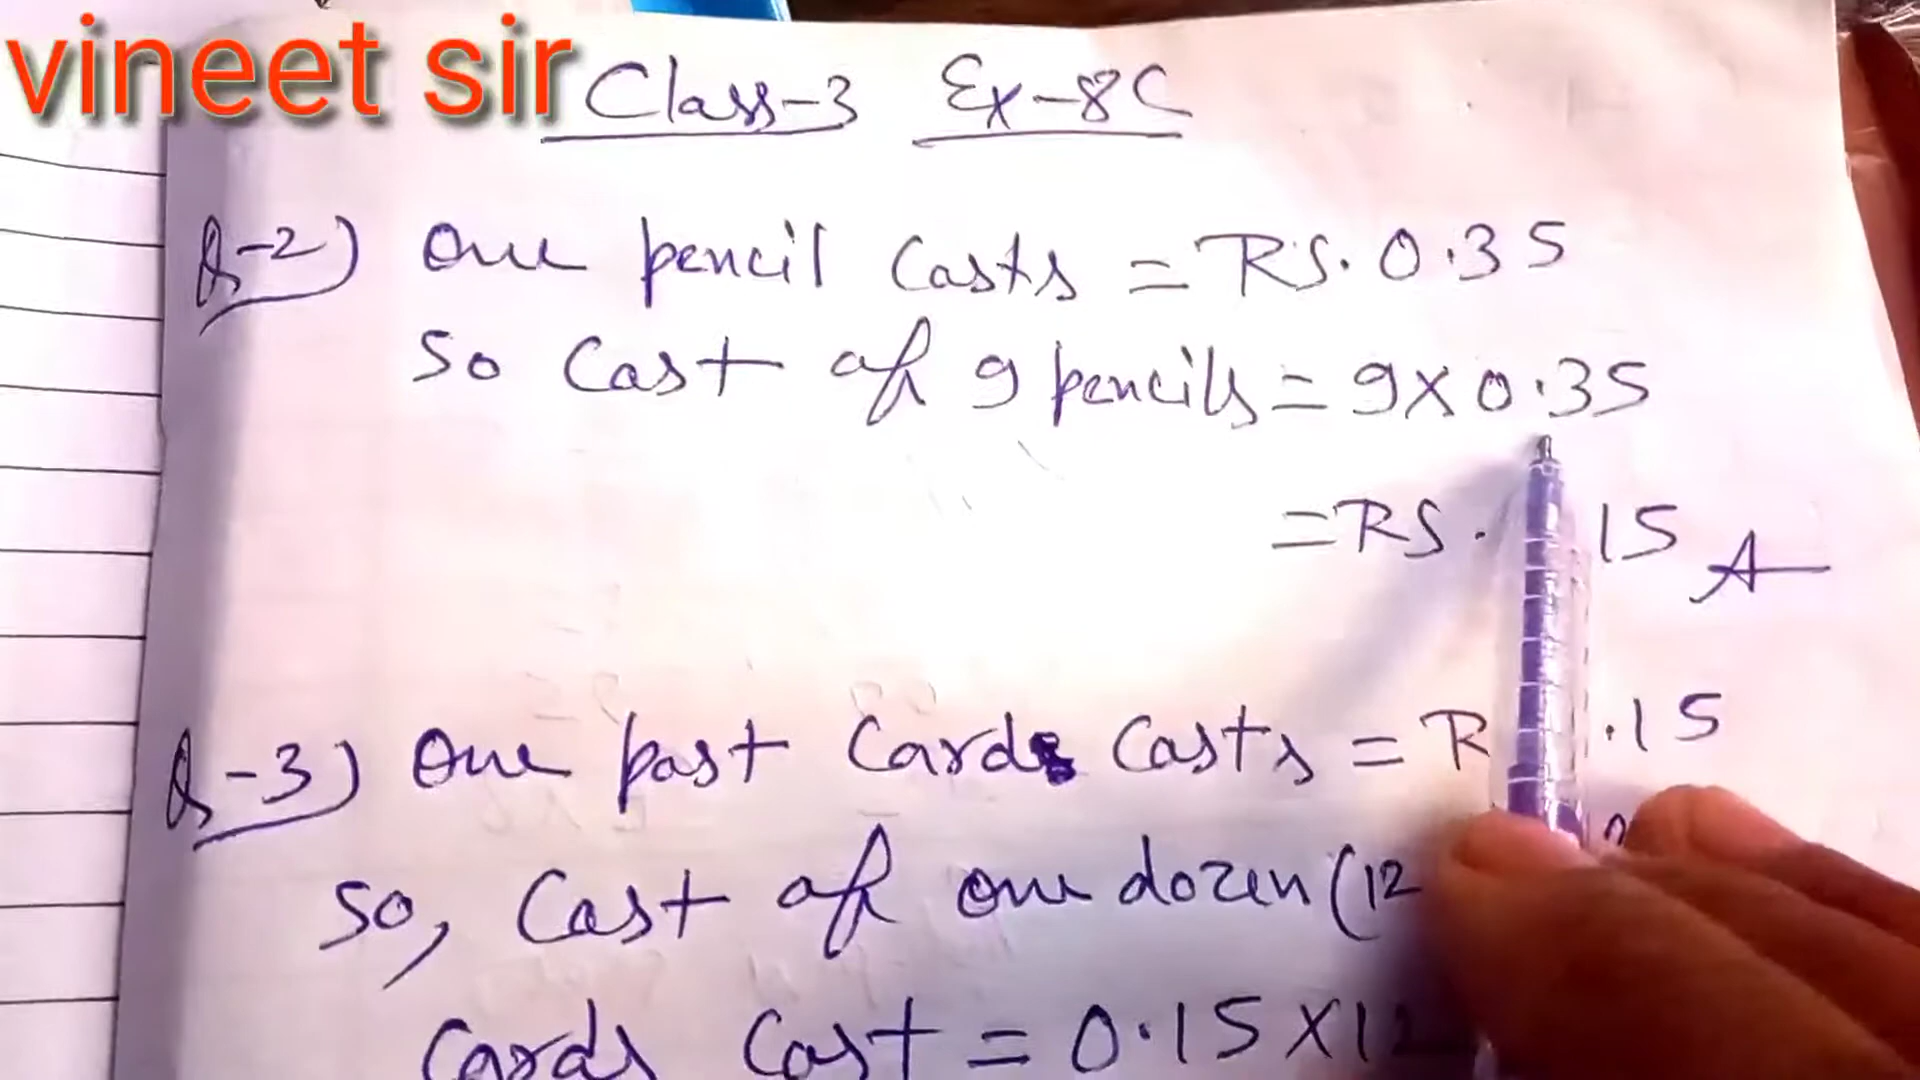 vineet sir
Class-3 Ex-8C
Q-2) One pencil costs = RS. 0.35
So Cost of 9 pencils = 9 x 0.35
= RS. 15 A
Q-3) One post Card costs = R .15
So, Cost of one dozen (12
Cards Cost = 0.15 X 12